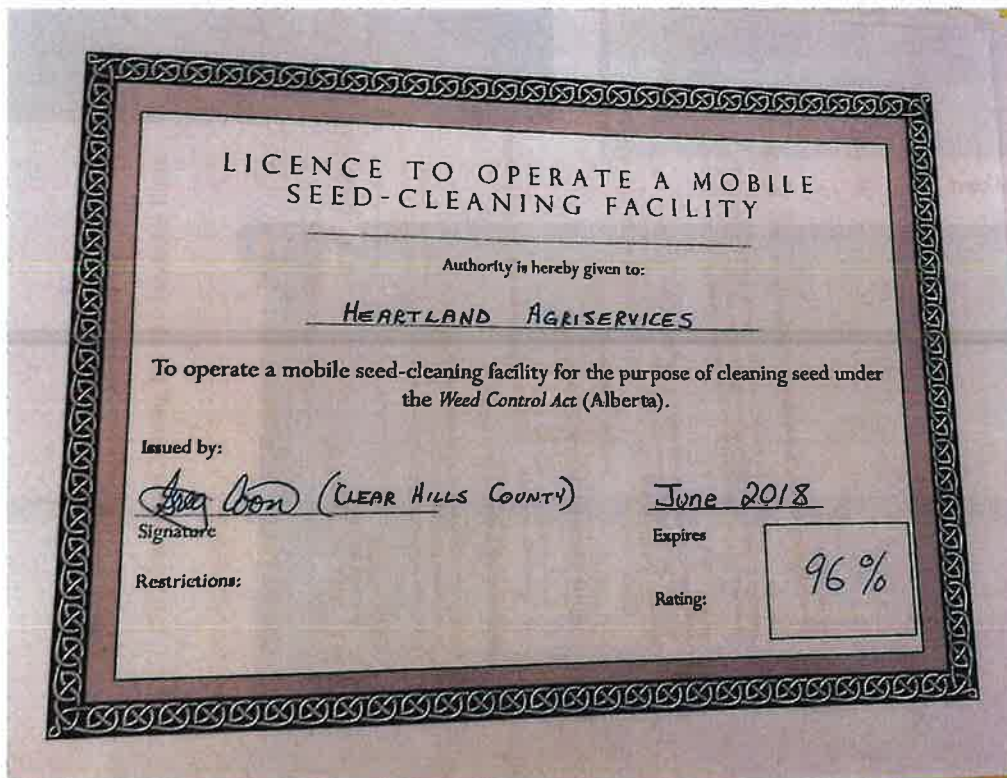 LICENCE TO OPERATE A MOBILE
SEED-CLEANING FACILITY
Authority is hereby given to:
HEARTLAND AGRISERVICES
To operate a mobile seed-cleaning facility for the purpose of cleaning seed under
the Weed Control Act (Alberta).
Issued by:
Greg Coon (CLEAR HILLS COUNTY)
June 2018
Signature
Expires
Restrictions:
Rating:
96%